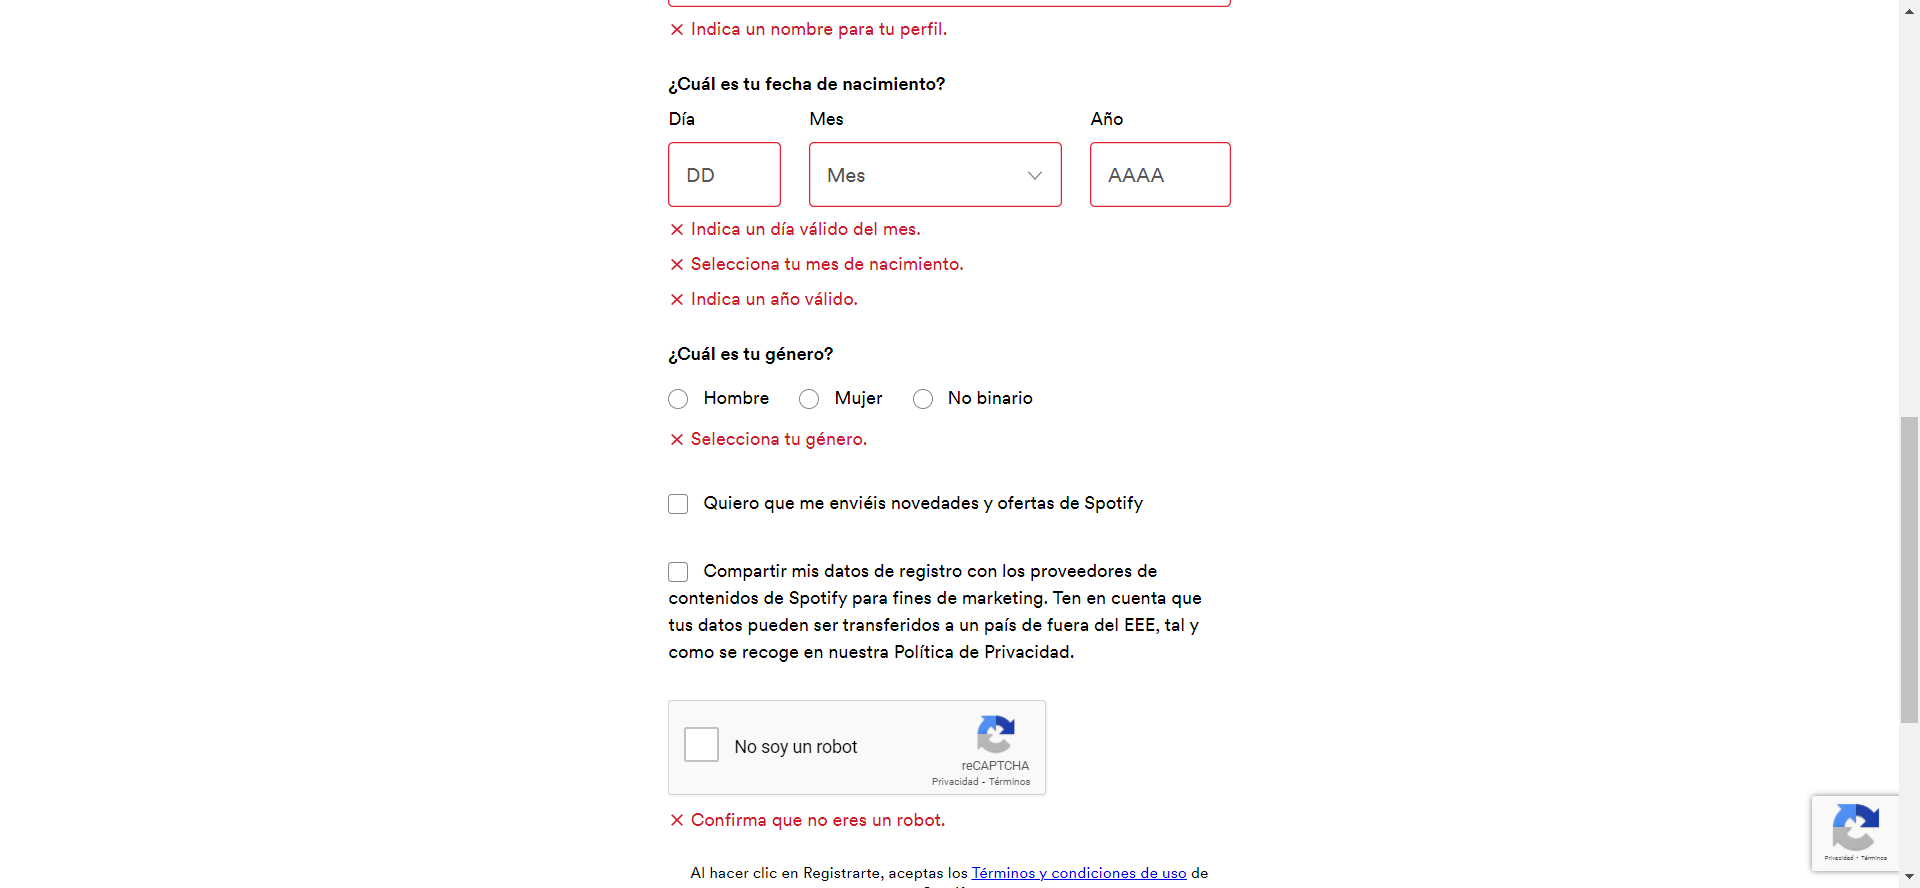 Indica un nombre para tu perfil.
¿Cuál es tu fecha de nacimiento?
Día Mes Año
DD Mes AAAA
Indica un día válido del mes.
Selecciona tu mes de nacimiento.
Indica un año válido.
¿Cuál es tu género?
Hombre Mujer No binario
Selecciona tu género.
Quiero que me enviéis novedades y ofertas de Spotify
Compartir mis datos de registro con los proveedores de
contenidos de Spotify para fines de marketing. Ten en cuenta que
tus datos pueden ser transferidos a un país de fuera del EEE, tal y
como se recoge en nuestra Política de Privacidad.
No soy un robot
reCAPTCHA
Privacidad - Términos
Confirma que no eres un robot.
Privacidad - Términos
Al hacer clic en Registrarte, aceptas los Términos y condiciones de uso de